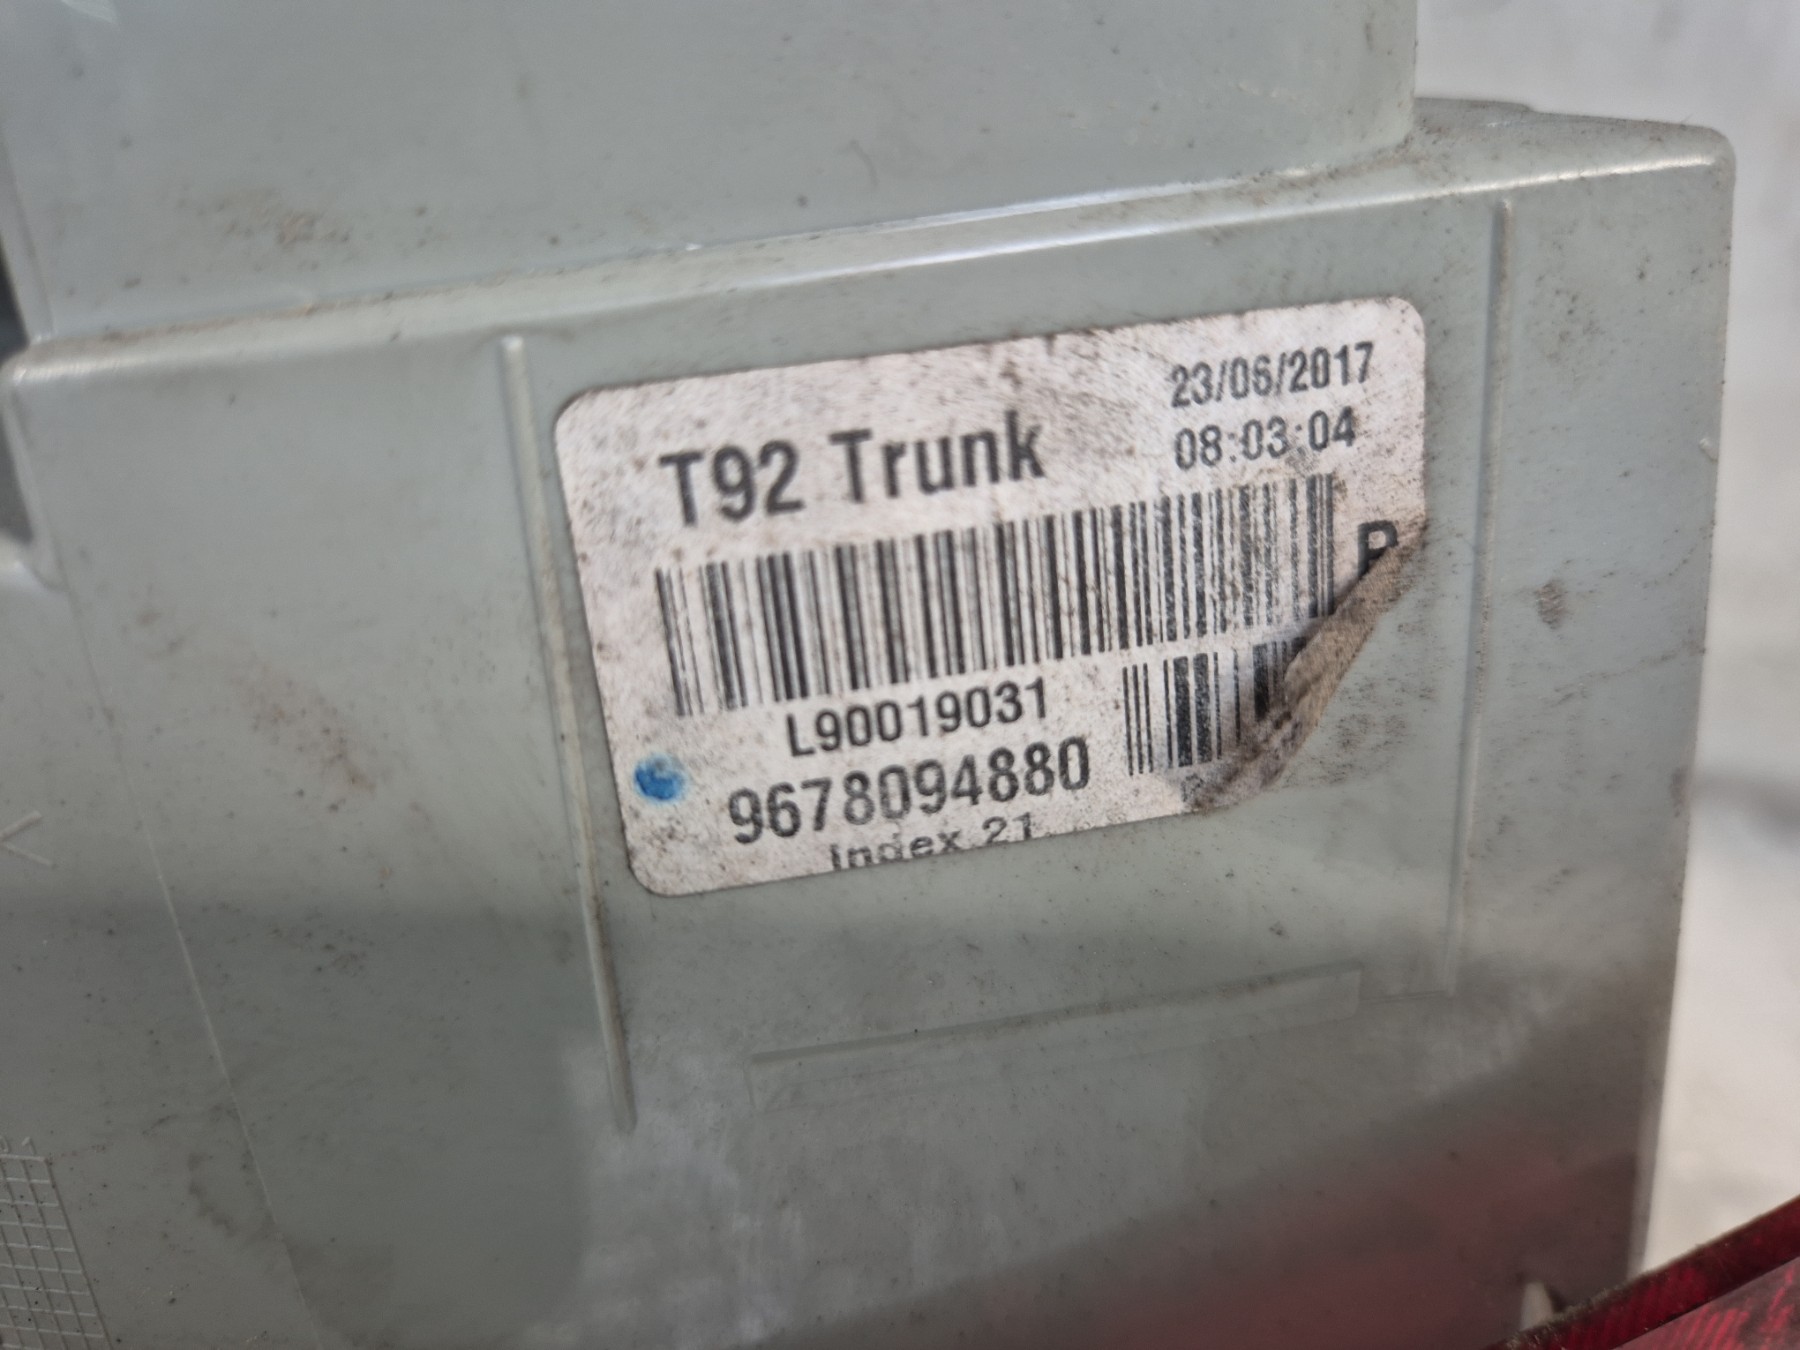 T92 Trunk
23/06/2017
08:03:04
L90019031
9678094880
Index 21